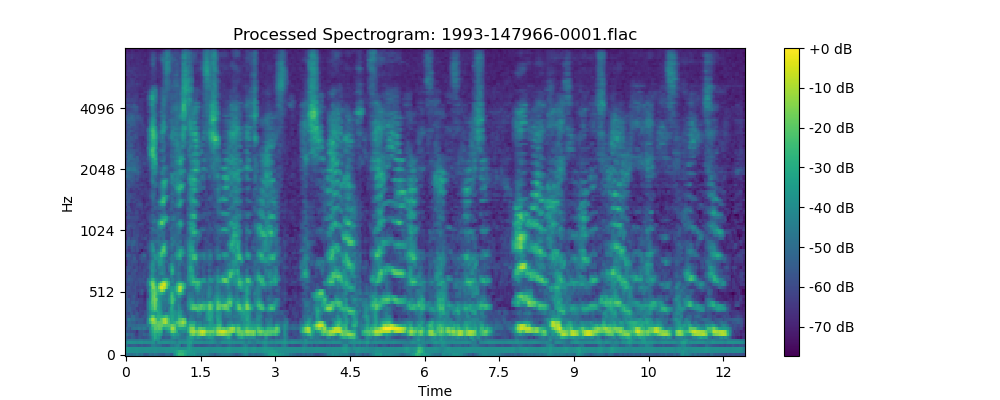 Processed Spectrogram: 1993-147966-0001.flac
Hz
4096
2048
1024
512
0
0 1.5 3 4.5 6 7.5 9 10 12
Time
+0 dB
-10 dB
-20 dB
-30 dB
-40 dB
-50 dB
-60 dB
-70 dB